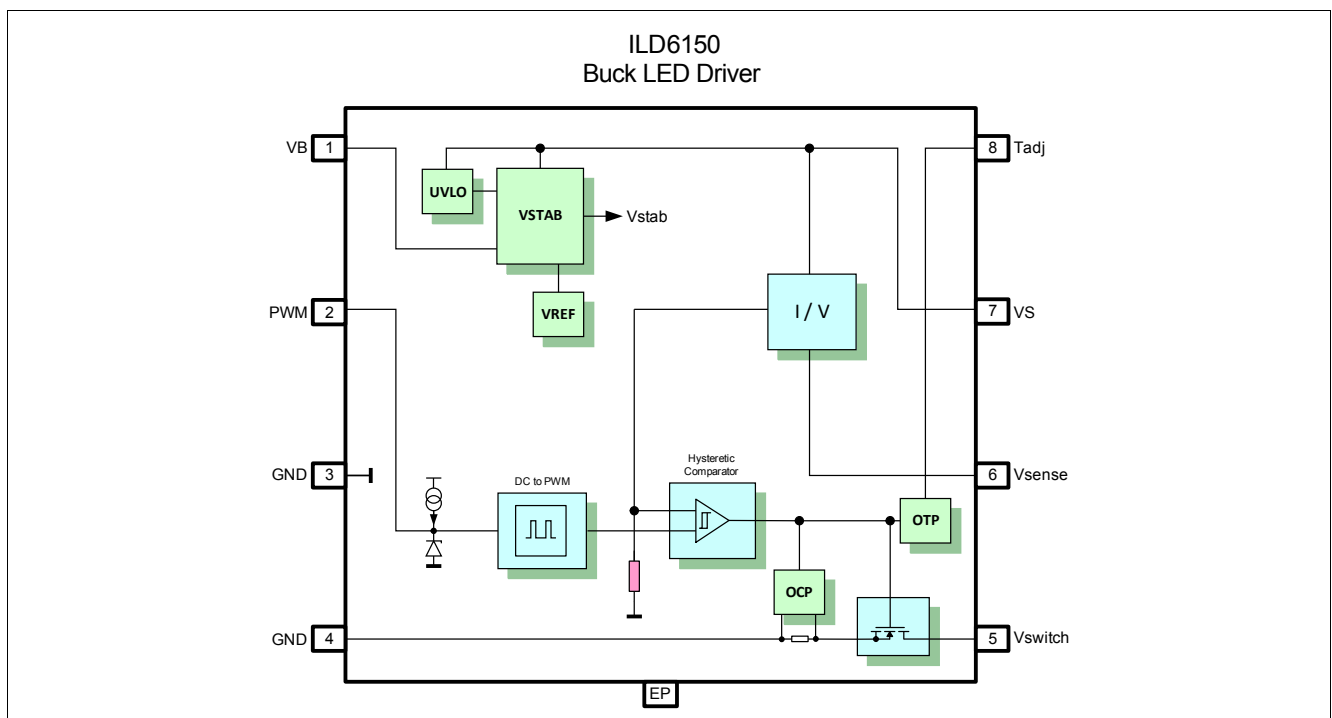 ILD6150
Buck LED Driver
VB 1
8 Tadj
UVLO
VSTAB
Vstab
PWM 2
VREF
I / V
7 VS
GND 3
Hysteretic
Comparator
6 Vsense
DC to PWM
OTP
OCP
GND 4
5 Vswitch
EP